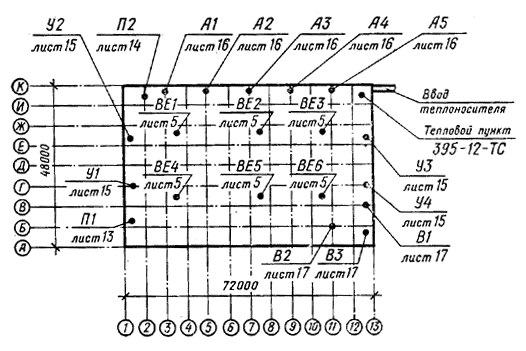 У2 П2 А1 А2 А3 А4 А5
лист 15 лист 14 лист 16 лист 16 лист 16 лист 16 лист 16
К
И
Ж
Е
Д
Г
В
Б
А
48000
ВЕ1 ВЕ2 ВЕ3
лист 5 лист 5 лист 5
Ввод
теплоносителя
Тепловой пункт
395-12-ТС
У1
лист 15
ВЕ4 ВЕ5 ВЕ6
лист 5 лист 5 лист 5
У3
лист 15
У4
лист 15
П1
лист 13
В2 В3
лист 17 лист 17
В1
лист 17
72000
1 2 3 4 5 6 7 8 9 10 11 12 13